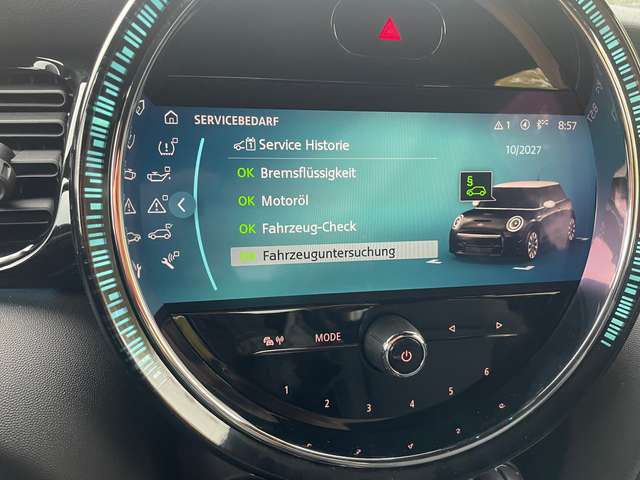 SERVICEBEDARF
1
8:57
Service Historie
10/2027
OK Bremsflüssigkeit
§
OK Motoröl
OK Fahrzeug-Check
OK Fahrzeuguntersuchung
MODE
1
2
3
4
5
6